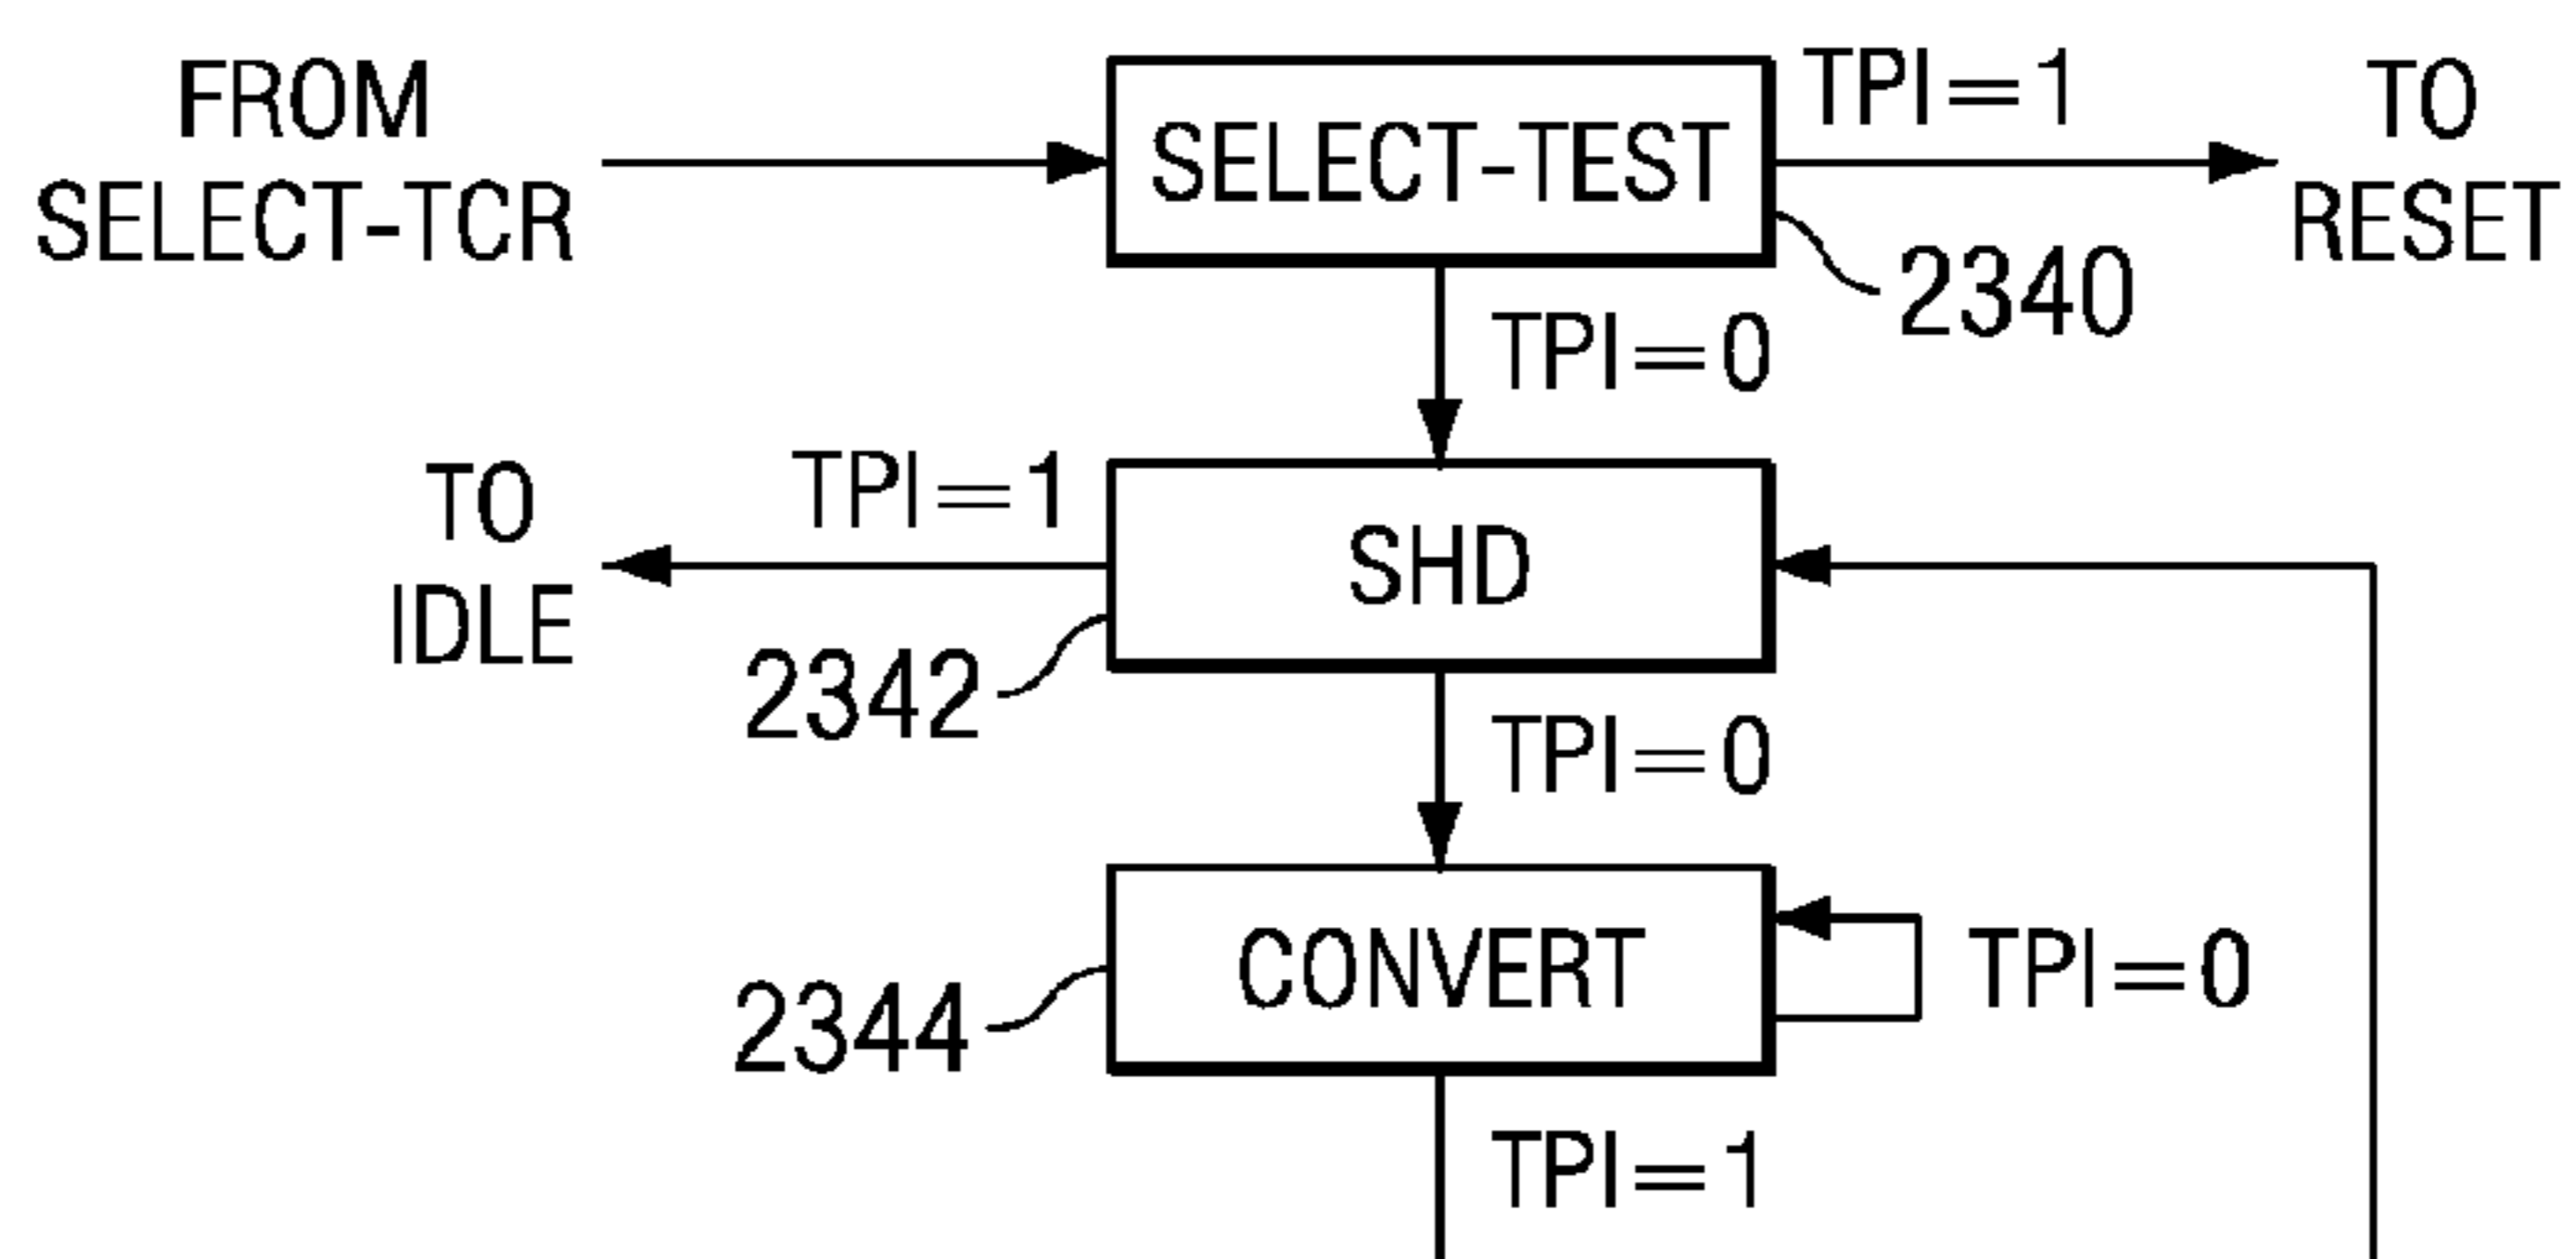 FROM
SELECT-TCR
SELECT-TEST
TPI=1
TO
RESET
2340
TPI=0
TO
IDLE
TPI=1
SHD
2342
TPI=0
CONVERT
TPI=0
2344
TPI=1